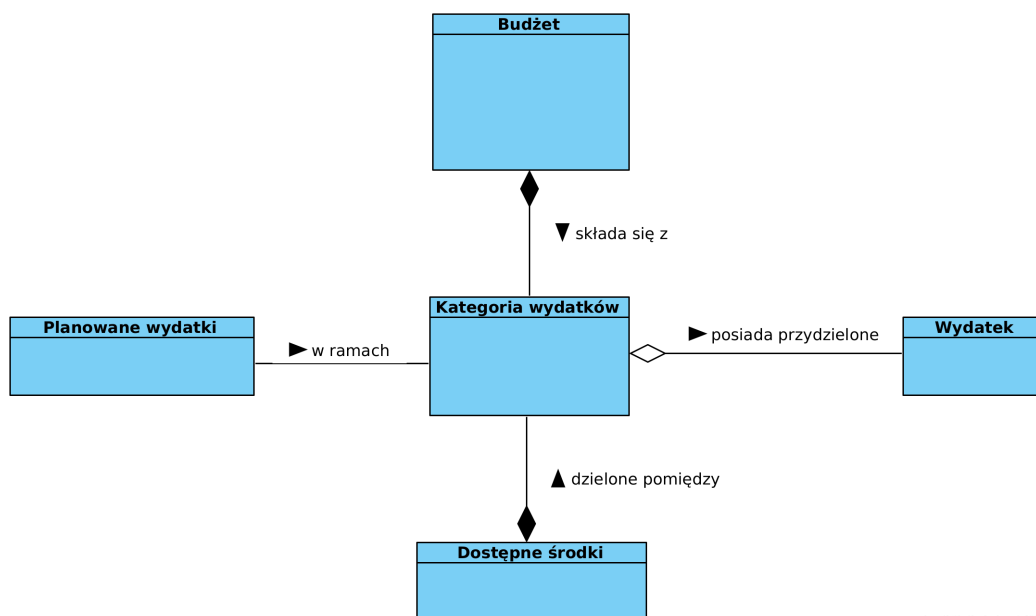 Budżet
składa się z
Kategoria wydatków
Planowane wydatki
w ramach
posiada przydzielone
Wydatek
dzielone pomiędzy
Dostępne środki